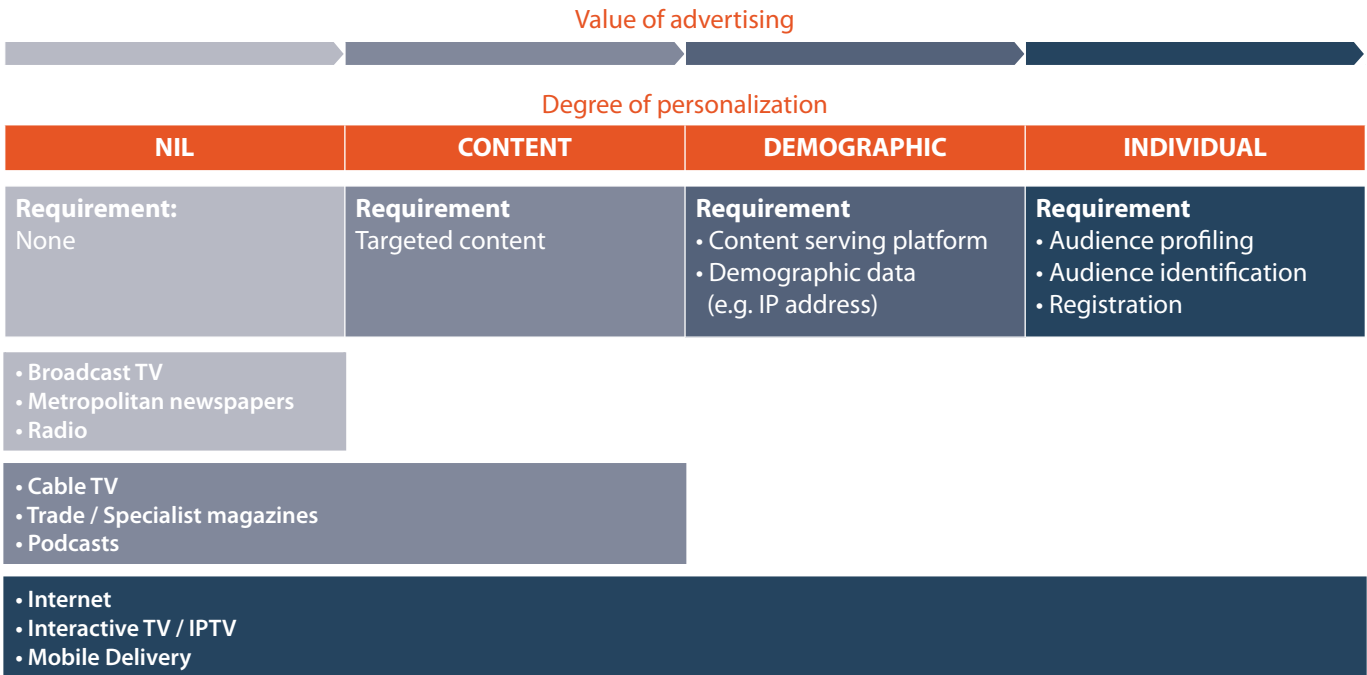 Value of advertising
Degree of personalization
NIL
CONTENT
DEMOGRAPHIC
INDIVIDUAL
Requirement:
None
Requirement
Targeted content
Requirement
• Content serving platform
• Demographic data
(e.g. IP address)
Requirement
• Audience profiling
• Audience identification
• Registration
• Broadcast TV
• Metropolitan newspapers
• Radio
• Cable TV
• Trade / Specialist magazines
• Podcasts
• Internet
• Interactive TV / IPTV
• Mobile Delivery